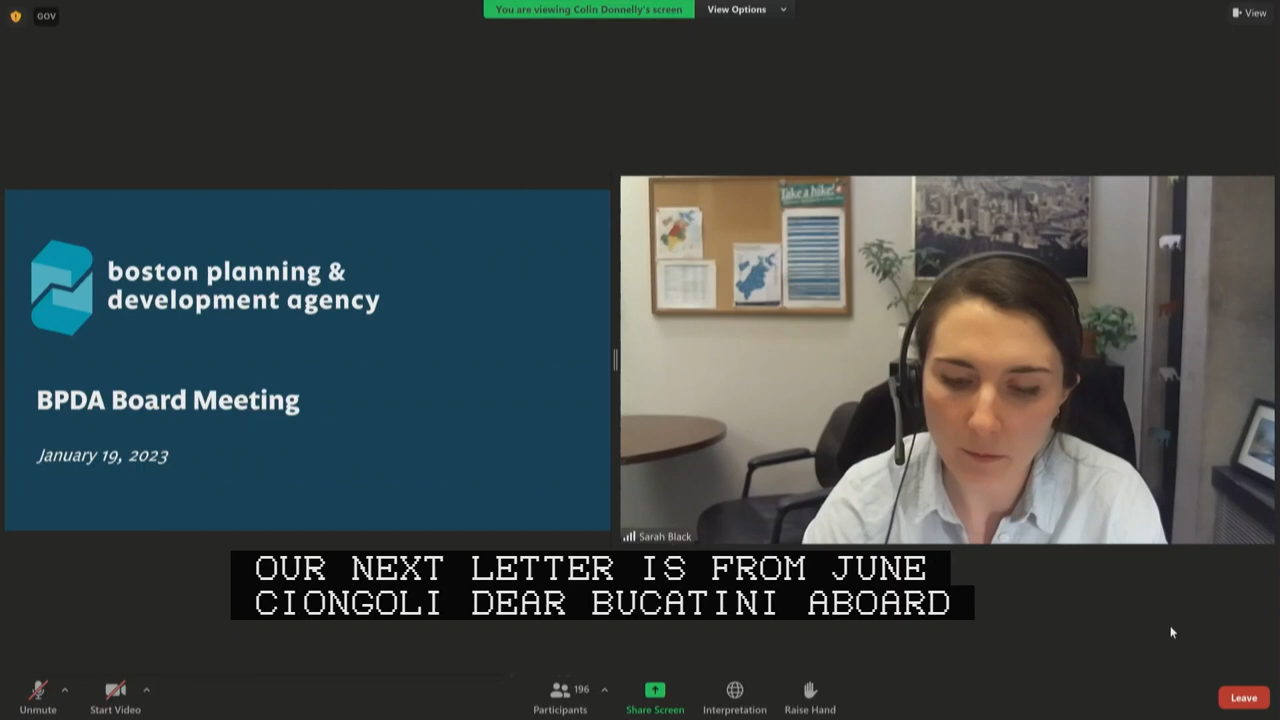 GOV
You are viewing Colin Donnelly's screen
View Options
View
boston planning &
development agency
BPDA Board Meeting
January 19, 2023
Take a hike!
Sarah Black
OUR NEXT LETTER IS FROM JUNE
CIONGOLI DEAR BUCATINI ABOARD
Unmute
Start Video
196
Participants
Share Screen
Interpretation
Raise Hand
Leave